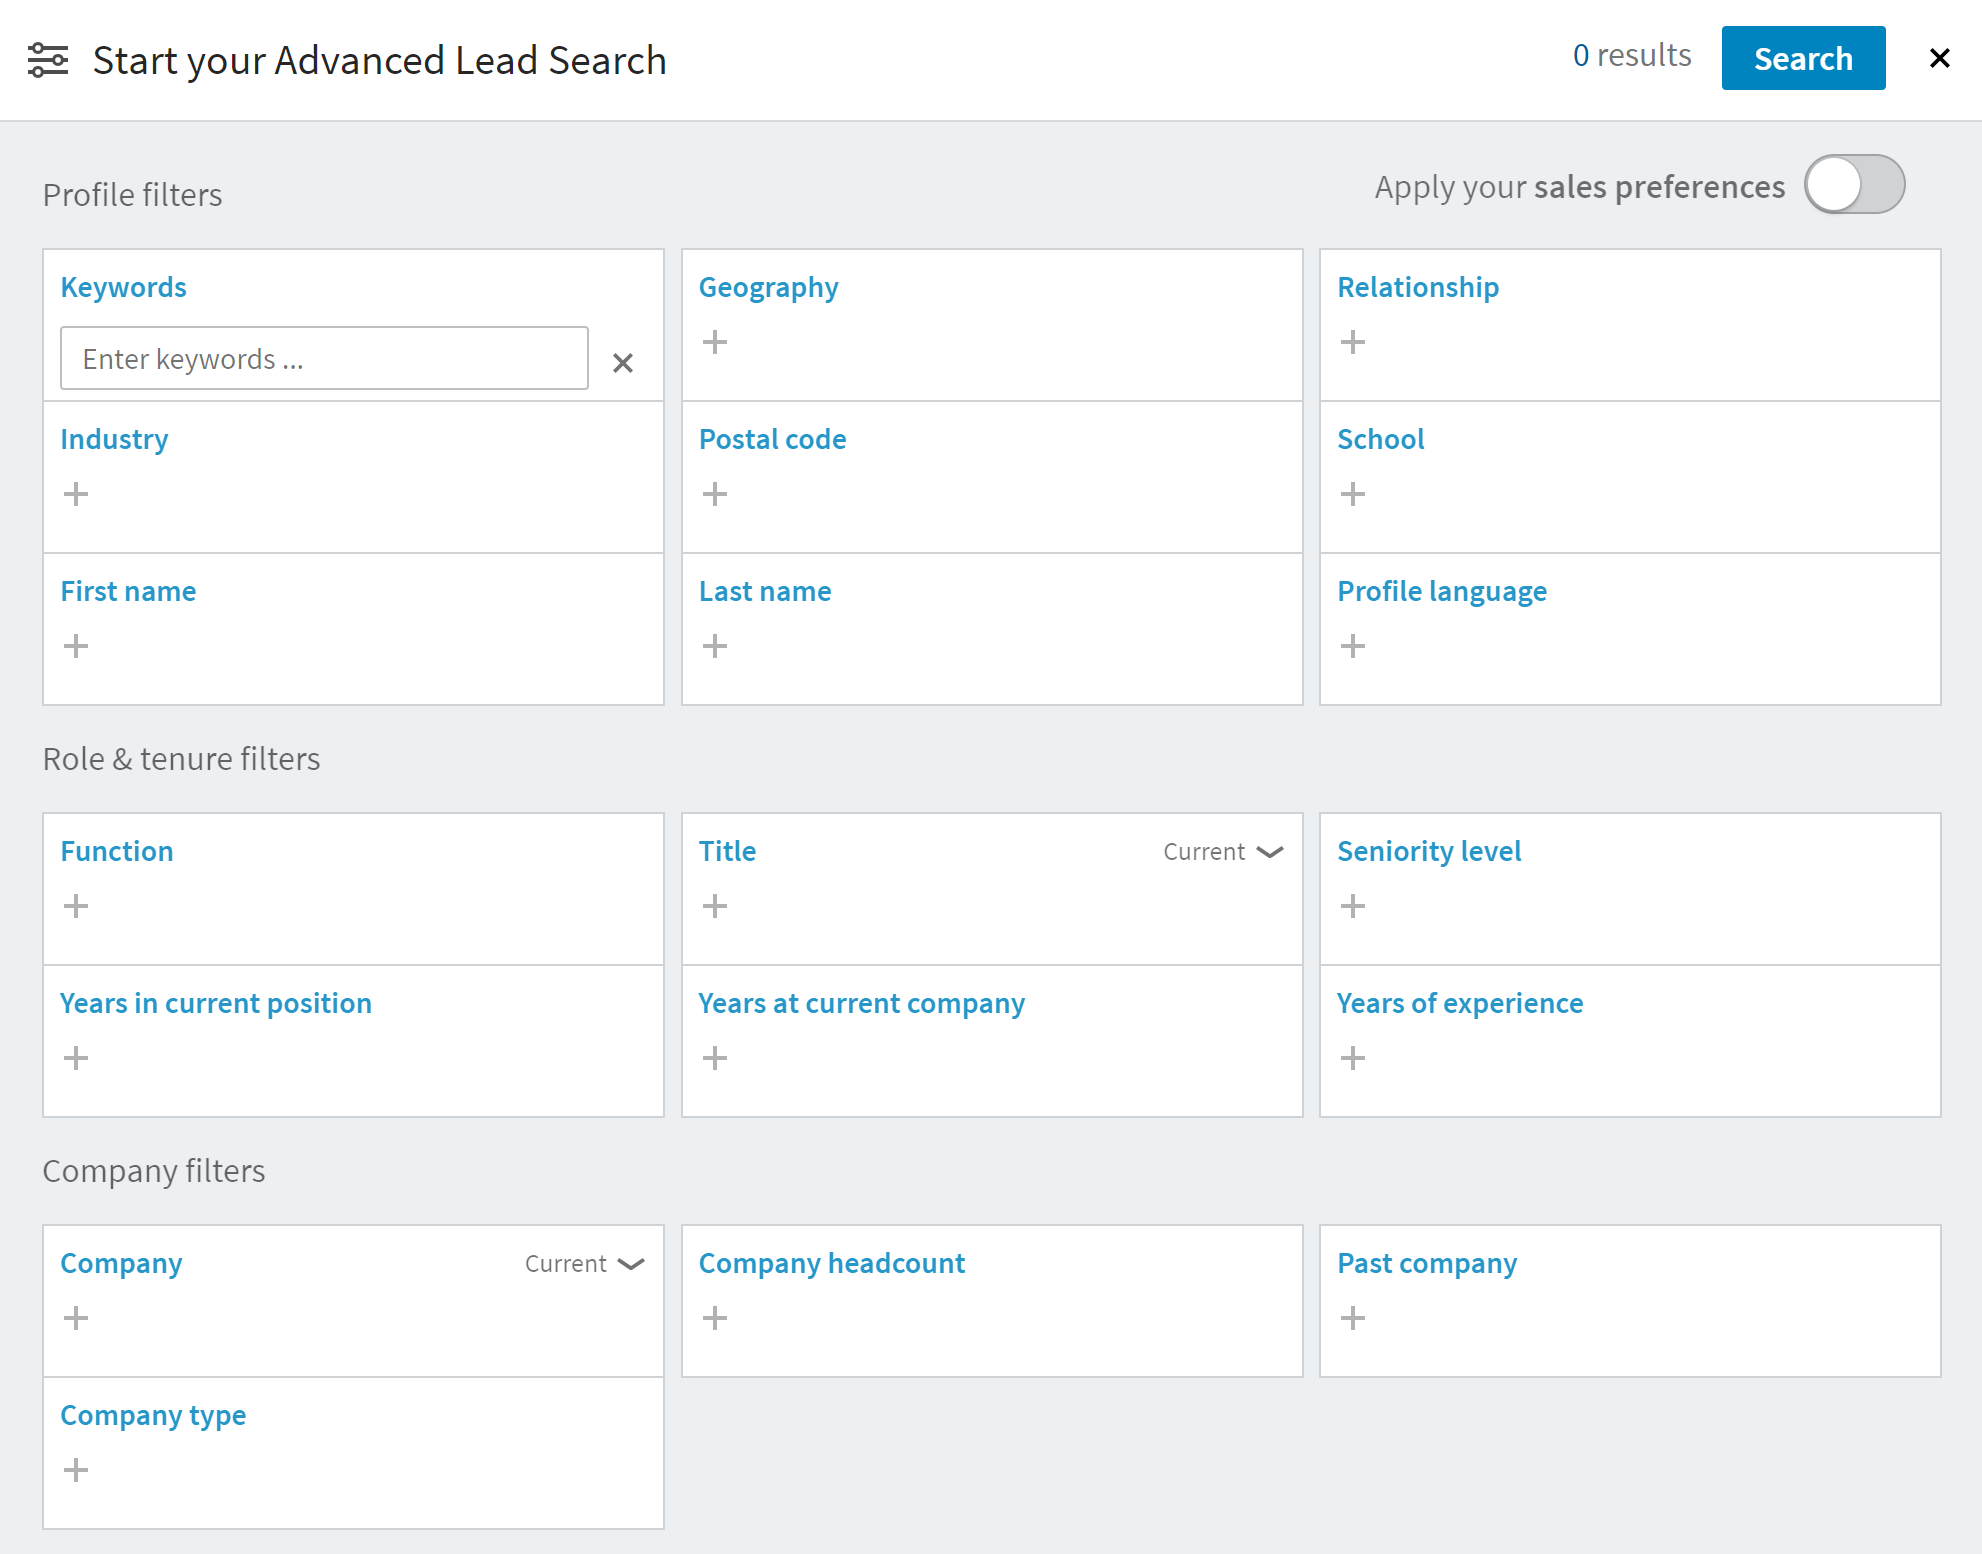 Start your Advanced Lead Search
0 results
Search
Profile filters
Apply your sales preferences
Keywords
Geography
Relationship
Enter keywords ...
Industry
Postal code
School
First name
Last name
Profile language
Role & tenure filters
Function
Title
Current
Seniority level
Years in current position
Years at current company
Years of experience
Company filters
Company
Current
Company headcount
Past company
Company type